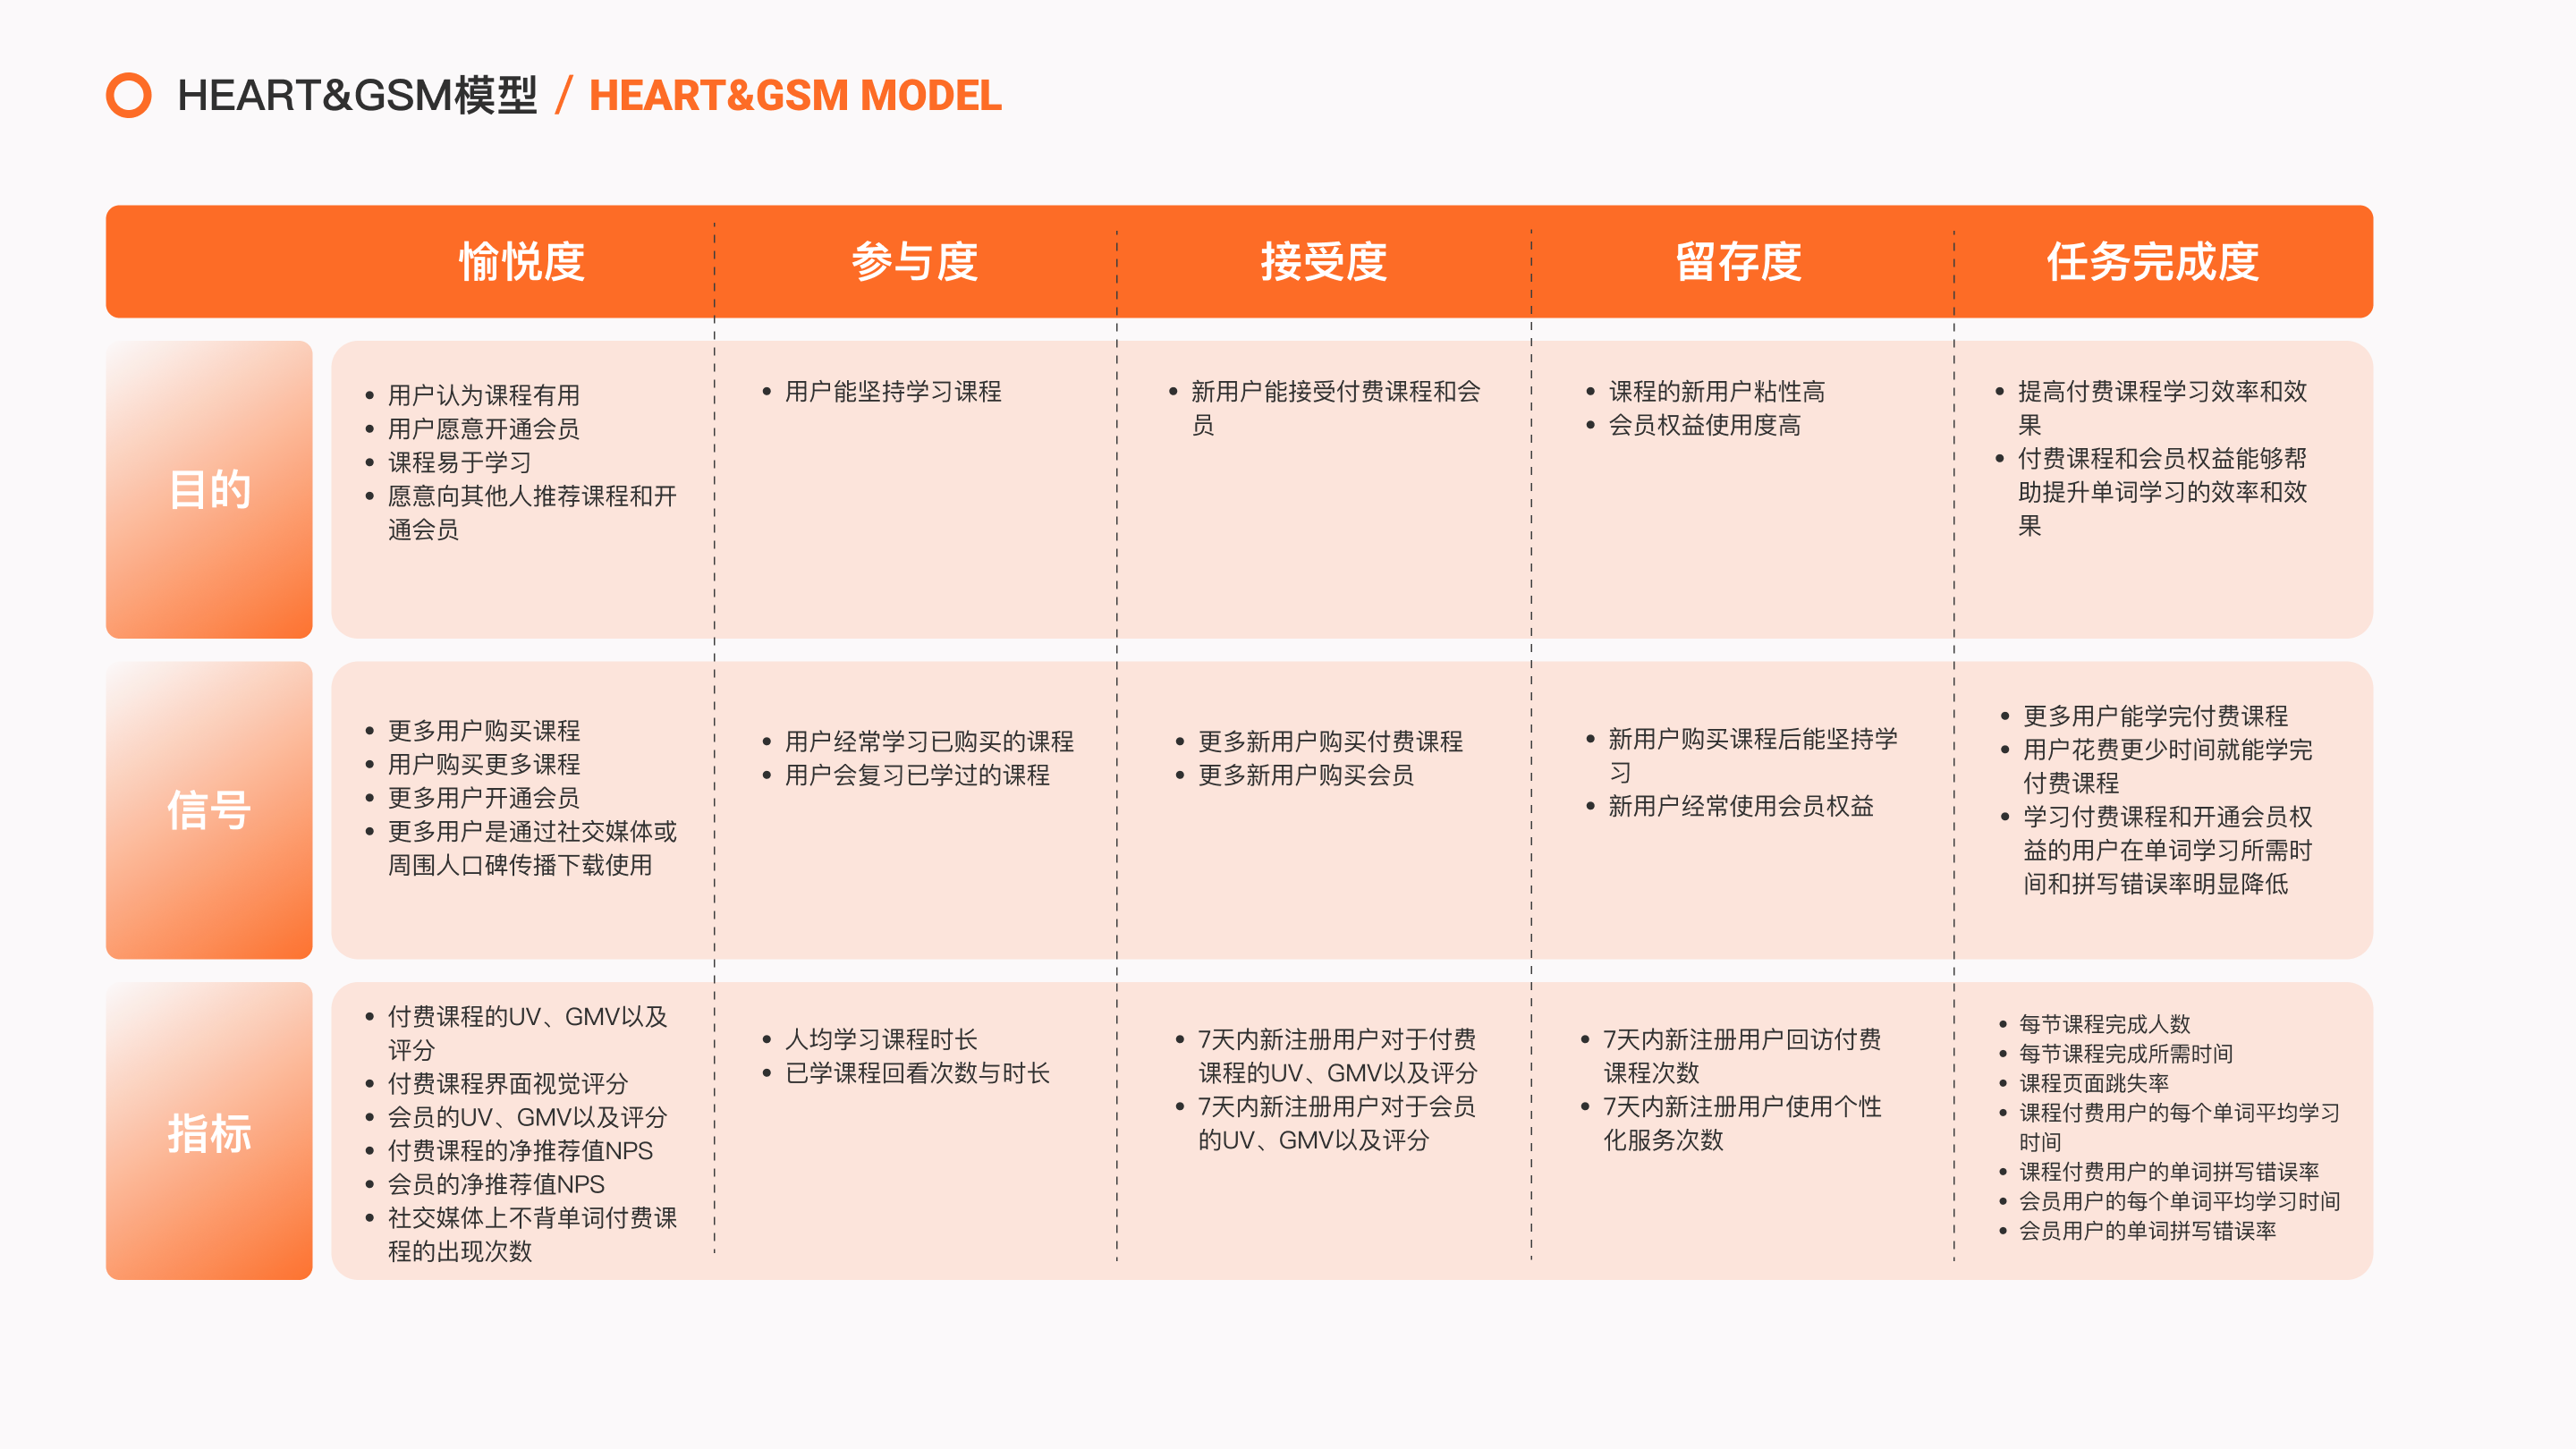 HEART&GSM模型 / HEART&GSM MODEL
愉悦度
参与度
接受度
留存度
任务完成度
目的
• 用户认为课程有用
• 用户愿意开通会员
• 课程易于学习
• 愿意向其他人推荐课程和开
通会员
• 用户能坚持学习课程
• 新用户能接受付费课程和会
员
• 课程的新用户粘性高
• 会员权益使用度高
• 提高付费课程学习效率和效
果
• 付费课程和会员权益能够帮
助提升单词学习的效率和效
果
信号
• 更多用户购买课程
• 用户购买更多课程
• 更多用户开通会员
• 更多用户是通过社交媒体或
周围人口碑传播下载使用
• 用户经常学习已购买的课程
• 用户会复习已学过的课程
• 更多新用户购买付费课程
• 更多新用户购买会员
• 新用户购买课程后能坚持学
习
• 新用户经常使用会员权益
• 更多用户能学完付费课程
• 用户花费更少时间就能学完
付费课程
• 学习付费课程和开通会员权
益的用户在单词学习所需时
间和拼写错误率明显降低
指标
• 付费课程的UV、GMV以及
评分
• 付费课程界面视觉评分
• 会员的UV、GMV以及评分
• 付费课程的净推荐值NPS
• 会员的净推荐值NPS
• 社交媒体上不背单词付费课
程的出现次数
• 人均学习课程时长
• 已学课程回看次数与时长
• 7天内新注册用户对于付费
课程的UV、GMV以及评分
• 7天内新注册用户对于会员
的UV、GMV以及评分
• 7天内新注册用户回访付费
课程次数
• 7天内新注册用户使用个性
化服务次数
• 每节课程完成人数
• 每节课程完成所需时间
• 课程页面跳失率
• 课程付费用户的每个单词平均学习
时间
• 课程付费用户的单词拼写错误率
• 会员用户的每个单词平均学习时间
• 会员用户的单词拼写错误率